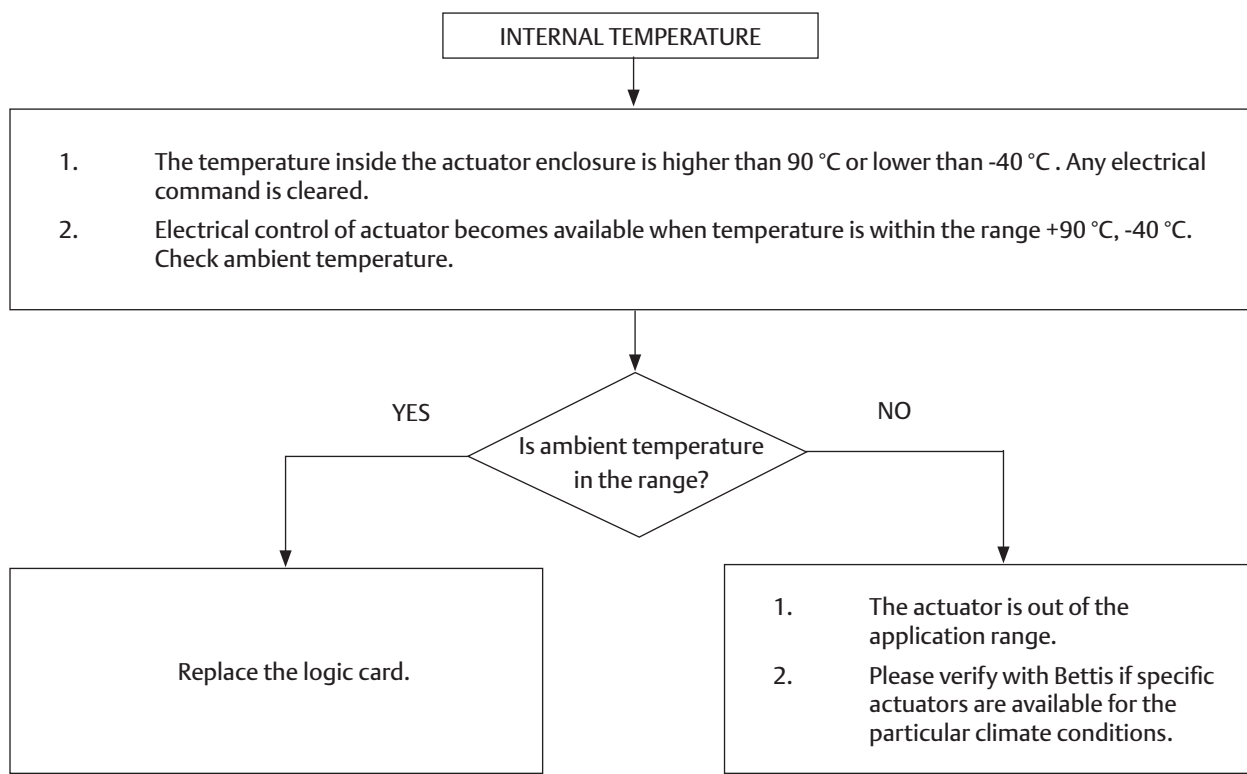 INTERNAL TEMPERATURE
1. The temperature inside the actuator enclosure is higher than 90 °C or lower than -40 °C . Any electrical
command is cleared.
2. Electrical control of actuator becomes available when temperature is within the range +90 °C, -40 °C.
Check ambient temperature.
YES
NO
Is ambient temperature
in the range?
Replace the logic card.
1. The actuator is out of the
application range.
2. Please verify with Bettis if specific
actuators are available for the
particular climate conditions.